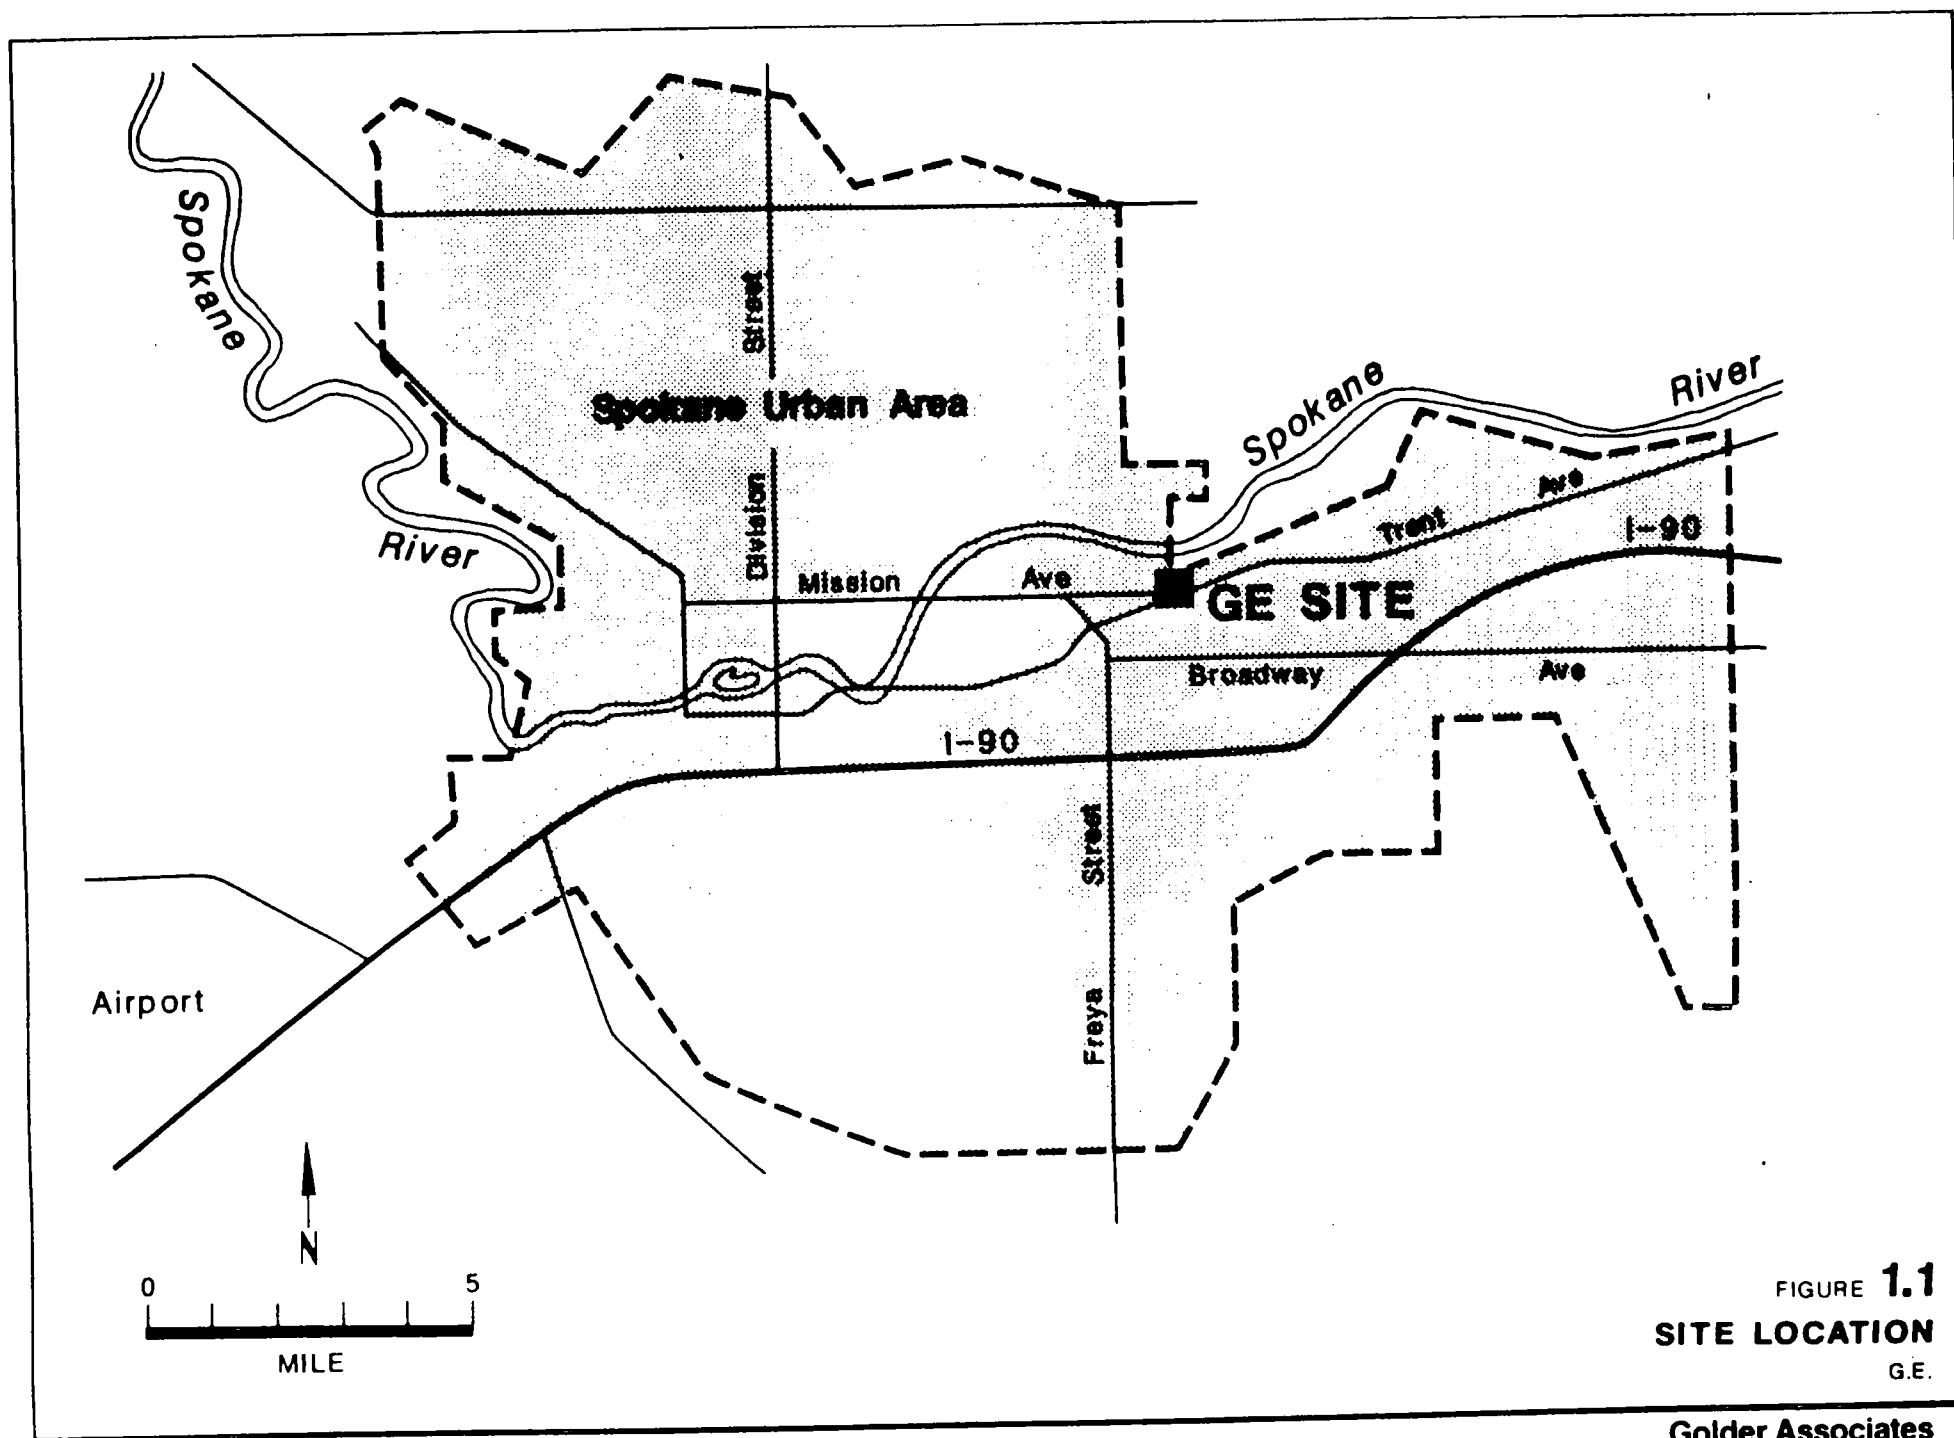 Spokane
River
Street
Spokane Urban Area
Division
Spokane
River
Trent Ave
I-90
Mission Ave
GE SITE
Broadway Ave
I-90
Street
Freya
Airport
N
0 5
MILE
FIGURE 1.1
SITE LOCATION
G.E.
Golder Associates